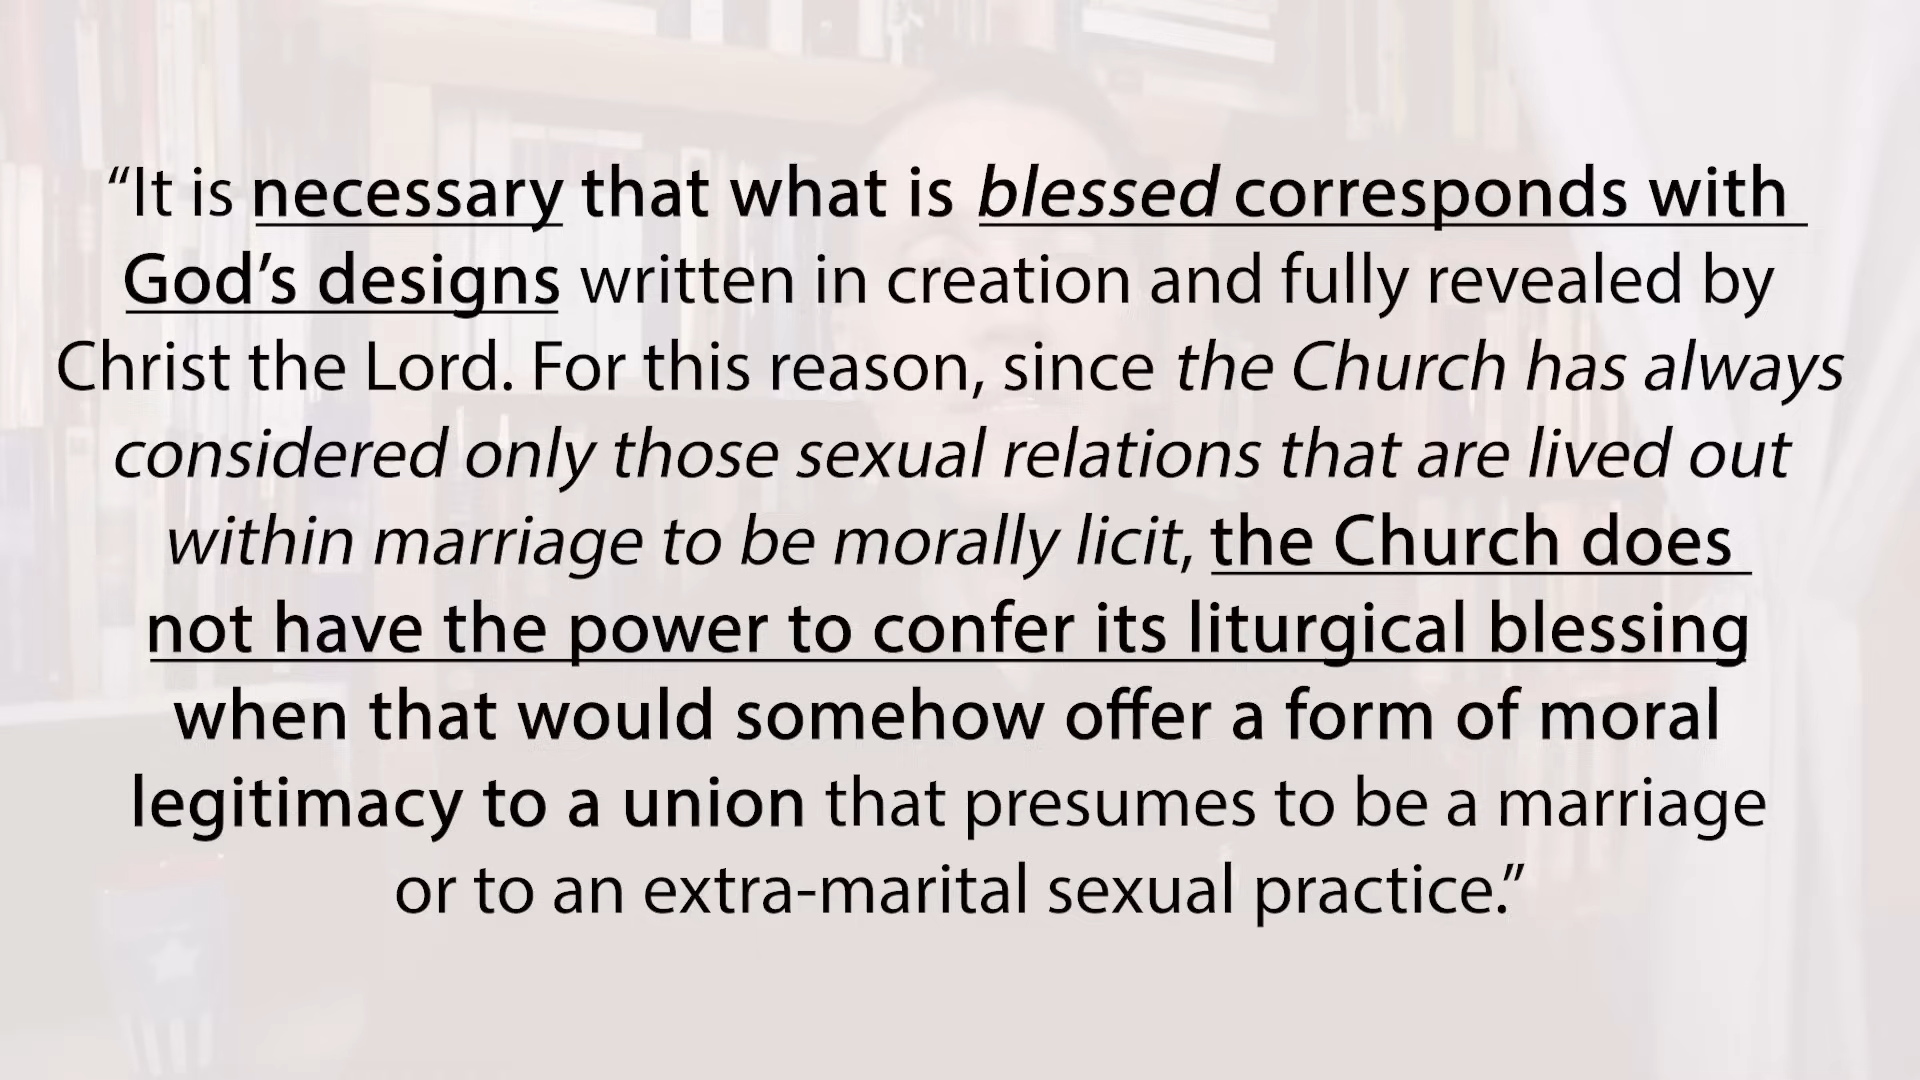 “It is necessary that what is blessed corresponds with
God’s designs written in creation and fully revealed by
Christ the Lord. For this reason, since the Church has always
considered only those sexual relations that are lived out
within marriage to be morally licit, the Church does
not have the power to confer its liturgical blessing
when that would somehow offer a form of moral
legitimacy to a union that presumes to be a marriage
or to an extra-marital sexual practice.”